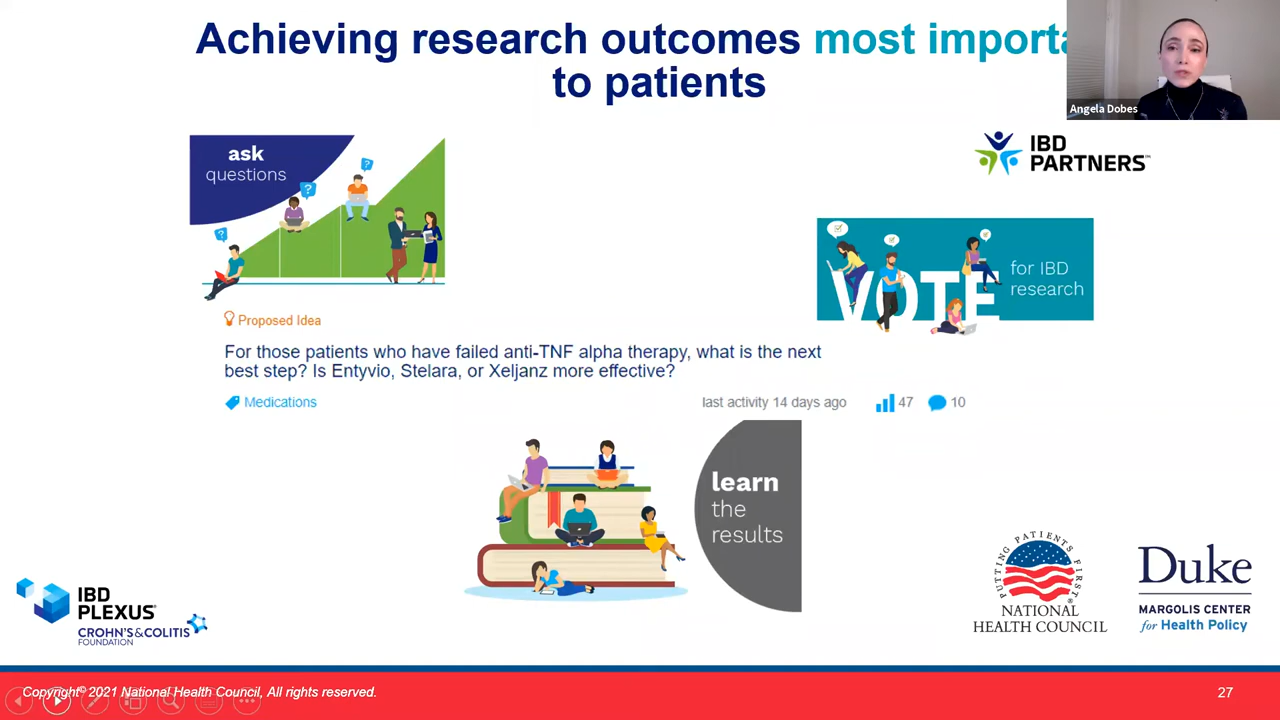 Achieving research outcomes most importa
to patients
Angela Dobes
ask
questions
?
?
?
IBD
PARTNERS
VOTE
for IBD
research
Proposed Idea
For those patients who have failed anti-TNF alpha therapy, what is the next
best step? Is Entyvio, Stelara, or Xeljanz more effective?
Medications
last activity 14 days ago
47
10
learn
the
results
IBD
PLEXUS
CROHN'S & COLITIS
FOUNDATION
PUTTING PATIENTS FIRST®
NATIONAL
HEALTH COUNCIL
Duke
MARGOLIS CENTER
for Health Policy
Copyright© 2021 National Health Council, All rights reserved.
27